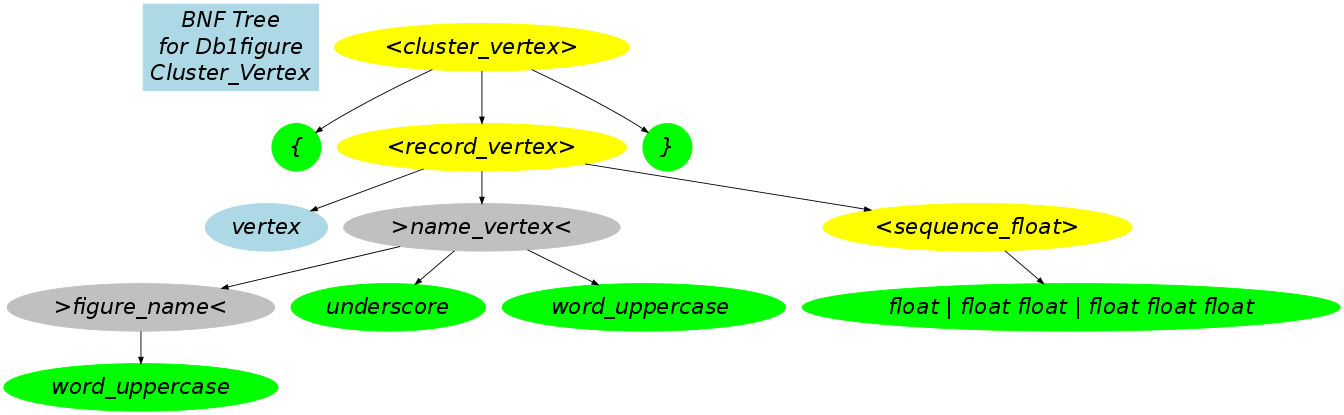 BNF Tree
for Db1figure
Cluster_Vertex
<cluster_vertex>
{
<record_vertex>
}
vertex
>name_vertex<
<sequence_float>
>figure_name<
underscore
word_uppercase
float | float float | float float float
word_uppercase